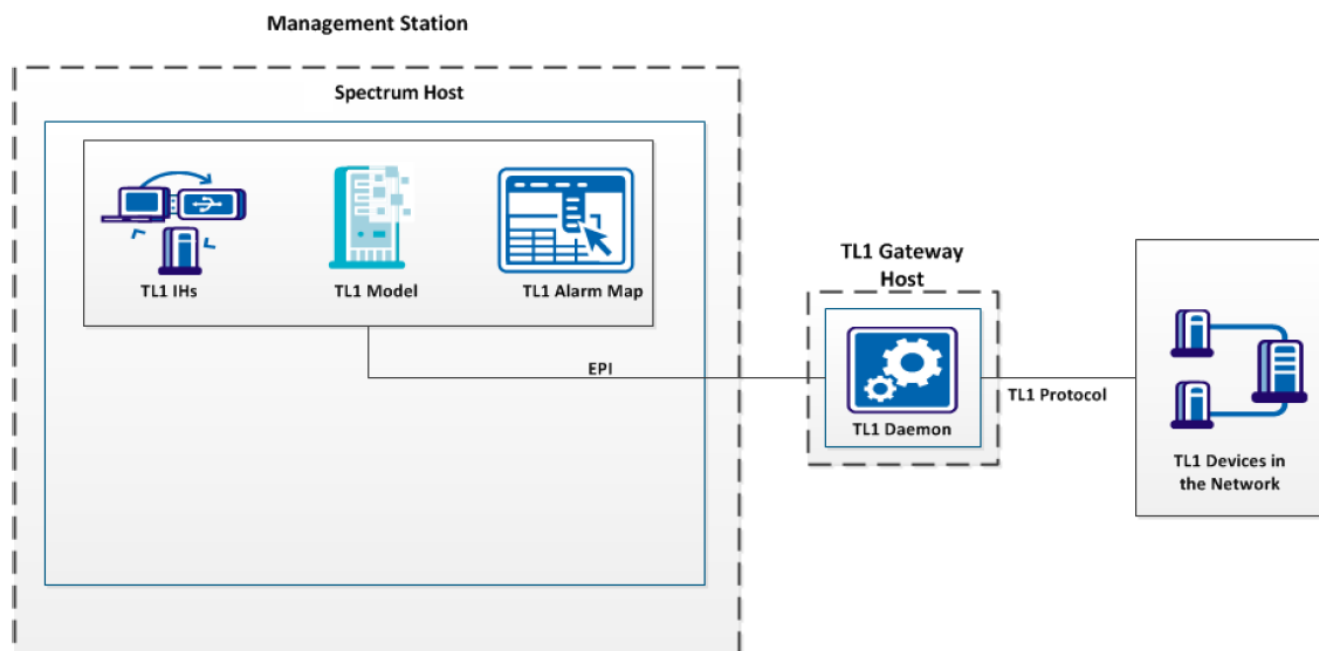 Management Station
Spectrum Host
TL1 IHs
TL1 Model
TL1 Alarm Map
EPI
TL1 Gateway
Host
TL1 Daemon
TL1 Protocol
TL1 Devices in
the Network